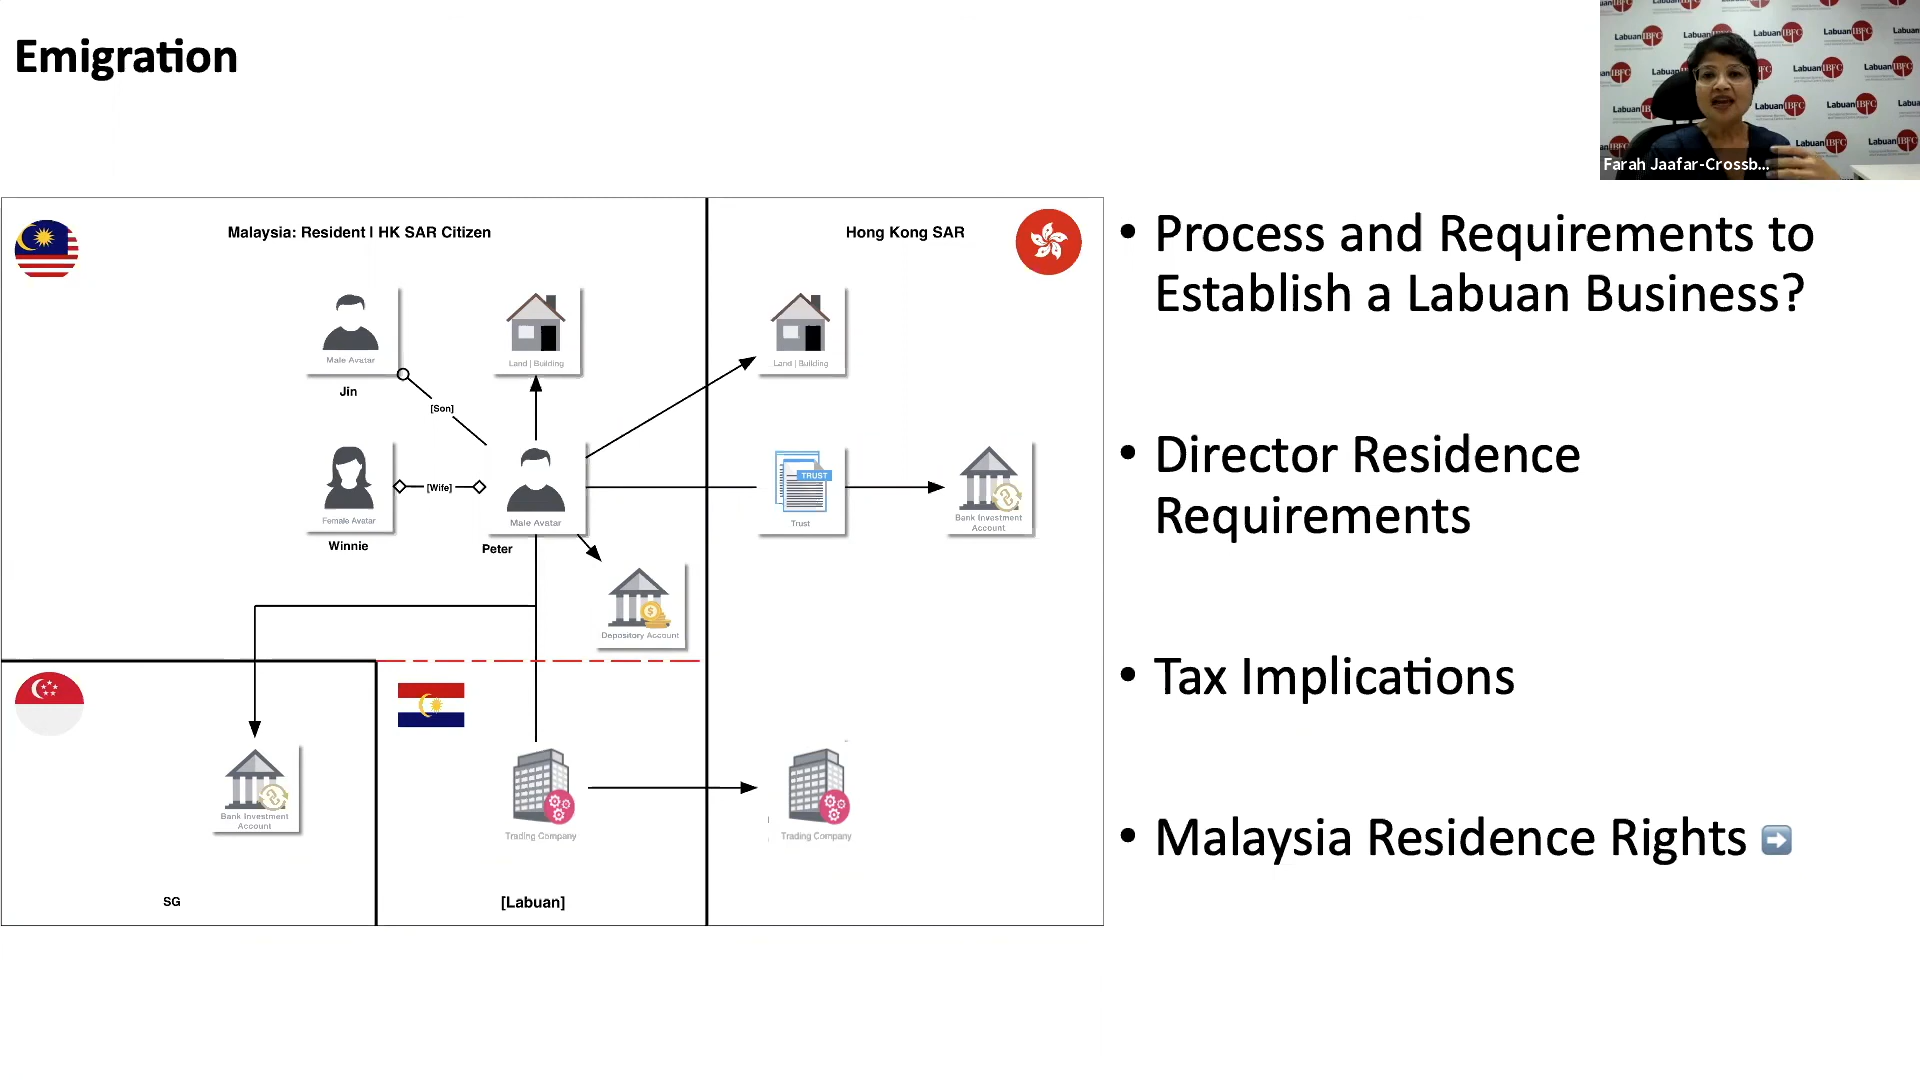 Emigration
Labuan IBFC
Farah Jaafar-Crossb...
Malaysia: Resident | HK SAR Citizen
Hong Kong SAR
Male Avatar
Jin
[Son]
Land | Building
Land | Building
Female Avatar
Winnie
[Wife]
Male Avatar
Peter
TRUST
Trust
Bank Investment
Account
Depository Account
Bank Investment
Account
SG
Trading Company
[Labuan]
Trading Company
• Process and Requirements to
Establish a Labuan Business?
• Director Residence
Requirements
• Tax Implications
• Malaysia Residence Rights ➡